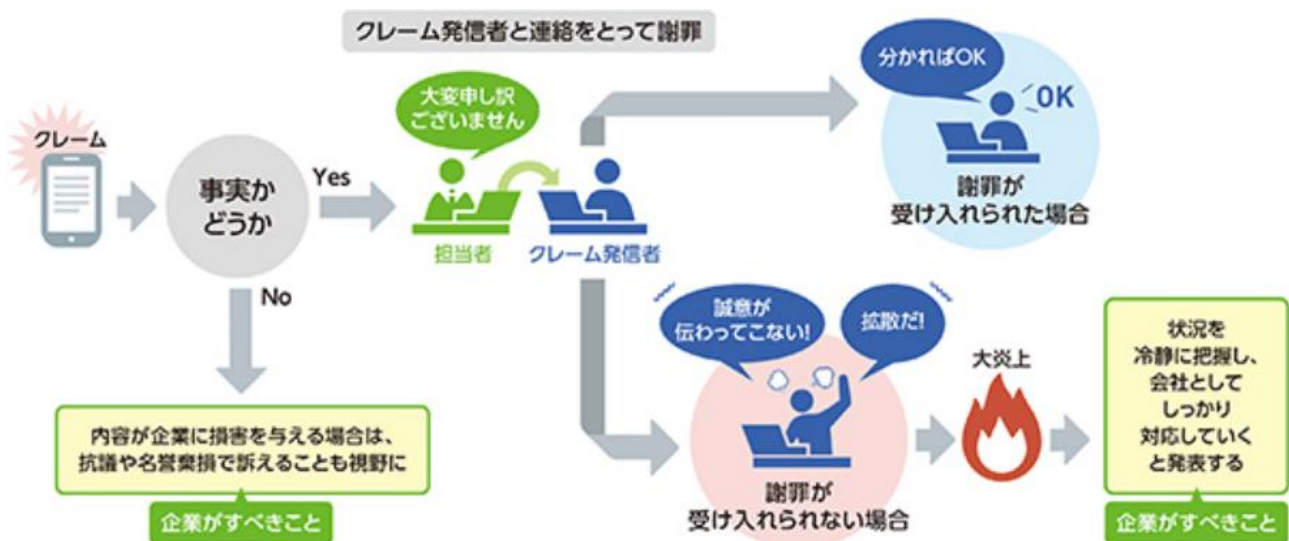 クレーム発信者と連絡をとって謝罪
クレーム
事実か
どうか
Yes
No
大変申し訳
ございません
担当者
クレーム発信者
分かればOK
OK
謝罪が
受け入れられた場合
誠意が
伝わってこない!
拡散だ!
謝罪が
受け入れられない場合
大炎上
状況を
冷静に把握し、
会社として
しっかり
対応していく
と発表する
企業がすべきこと
内容が企業に損害を与える場合は、
抗議や名誉棄損で訴えることも視野に
企業がすべきこと